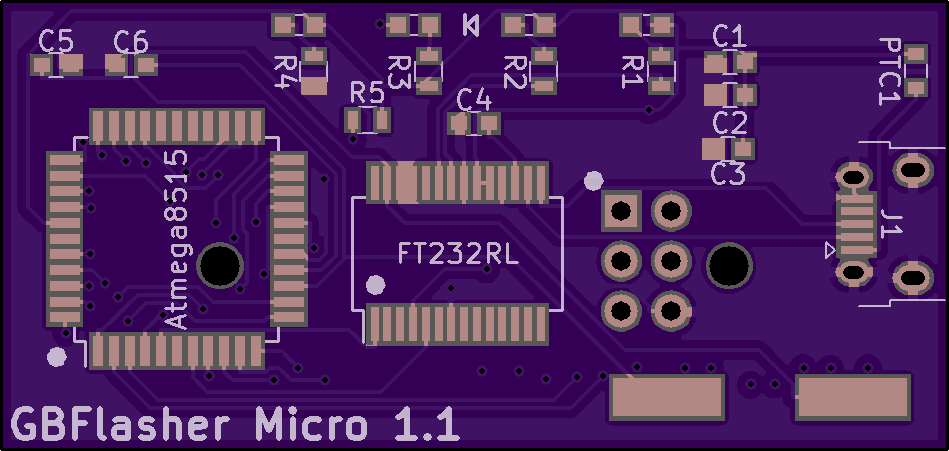 C5
C6
R4
R3
R2
R1
C1
PTC1
R5
C4
C2
C3
Atmega8515
FT232RL
J1
GBFlasher Micro 1.1